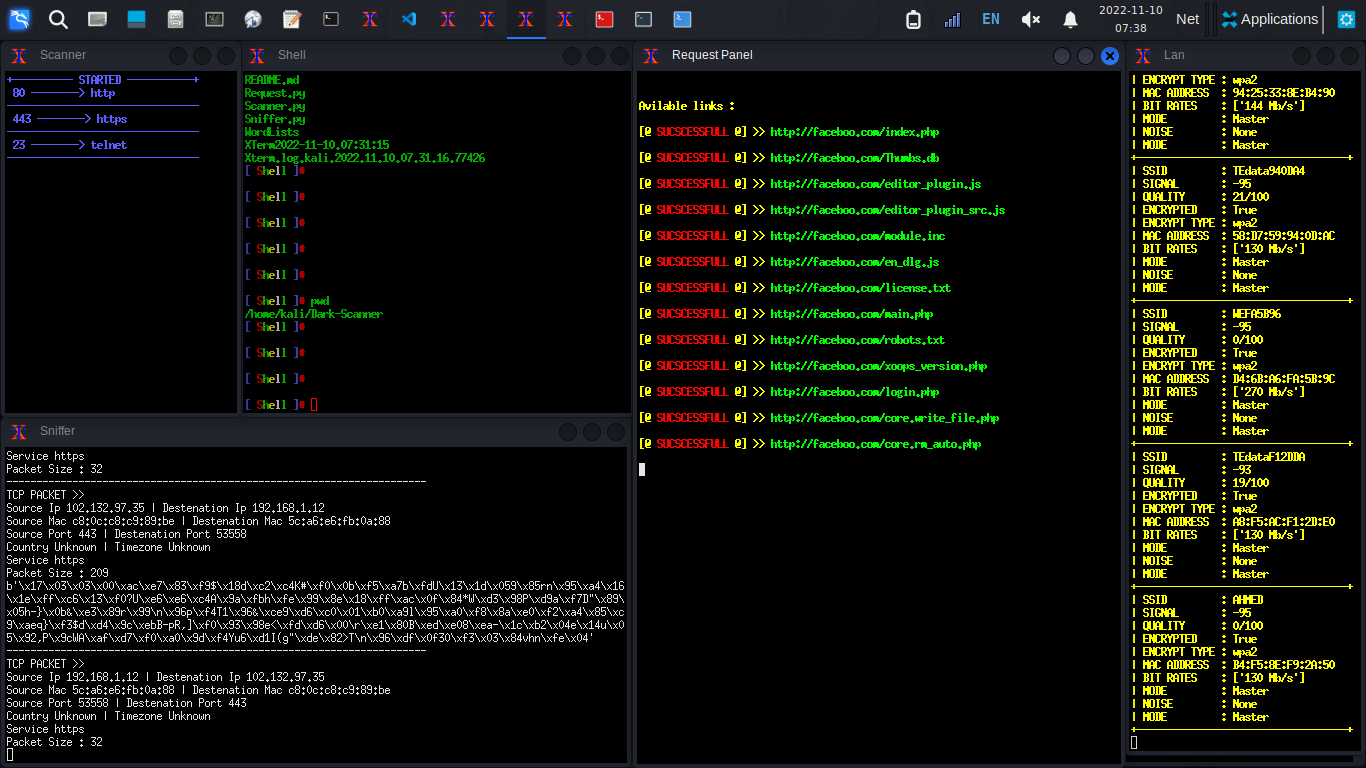 EN
2022-11-10
07:38
Net
Applications
Scanner
STARTED
80 ———> http
443 ———> https
23 ———> telnet
Shell
README.md
Request.py
Scanner.py
Sniffer.py
WordLists
XTerm2022-11-10.07:31:15
Xterm.log.kali.2022.11.10.07.31.16.77426
[ Shell ]#
[ Shell ]#
[ Shell ]#
[ Shell ]#
[ Shell ]#
[ Shell ]# pwd
/home/kali/Dark-Scanner
[ Shell ]#
[ Shell ]#
[ Shell ]#
[ Shell ]#
Sniffer
Service https
Packet Size : 32
----------------------------------------------------------------------
TCP PACKET >>
Source Ip 102.132.97.35 | Destenation Ip 192.168.1.12
Source Mac c8:0c:c8:c9:89:be | Destenation Mac 5c:a6:e6:fb:0a:88
Source Port 443 | Destenation Port 53558
Country Unknown | Timezone Unknown
Service https
Packet Size : 209
b'\x17\x03\x03\x00\xac\xe7\x83\xf9$\x18d\xc2\xc4K#\xf0\x0b\xf5\xa7b\xfdU\x13\x1d\x059\x85rn\x95\xa4\x16
\x1e\xff\xc6\x13\xf0?U\xe6\xe6\xc4A\x9a\xfbh\xfe\x99\x8e\x18\xff\xac\x0f\x84*W\xd3\x98P\xd9a\xf7D"\x89\
x05h-}\x0b&\xe3\x89r\x99\n\x96p\xf4T1\x96&\xce9\xd6\xc0\x01\xb0\xa9l\x95\xa0\xf8\x8a\xe0\xf2\xa4\x85\xc
9\xaeq}\xf3$d\xd4\x9c\xebB-pR,]\xf0\x93\x98e<\xfd\xd6\x00\r\xe1\x80B\xed\xe08\xea-\x1c\xb2\x04e\x14u\x0
5\x92,P\x9cWA\xaf\xd7\xf0\xa0\x9d\xf4Yu6\xd1I(g"\xde\x82>T\n\x96\xdf\x0f30\xf3\x03\x84vhn\xfe\x04'
----------------------------------------------------------------------
TCP PACKET >>
Source Ip 192.168.1.12 | Destenation Ip 102.132.97.35
Source Mac 5c:a6:e6:fb:0a:88 | Destenation Mac c8:0c:c8:c9:89:be
Source Port 53558 | Destenation Port 443
Country Unknown | Timezone Unknown
Service https
Packet Size : 32
Request Panel
Avilable links :
[@ SUCSCESSFULL @] >> http://faceboo.com/index.php
[@ SUCSCESSFULL @] >> http://faceboo.com/Thumbs.db
[@ SUCSCESSFULL @] >> http://faceboo.com/editor_plugin.js
[@ SUCSCESSFULL @] >> http://faceboo.com/editor_plugin_src.js
[@ SUCSCESSFULL @] >> http://faceboo.com/module.inc
[@ SUCSCESSFULL @] >> http://faceboo.com/en_dlg.js
[@ SUCSCESSFULL @] >> http://faceboo.com/license.txt
[@ SUCSCESSFULL @] >> http://faceboo.com/main.php
[@ SUCSCESSFULL @] >> http://faceboo.com/robots.txt
[@ SUCSCESSFULL @] >> http://faceboo.com/xoops_version.php
[@ SUCSCESSFULL @] >> http://faceboo.com/login.php
[@ SUCSCESSFULL @] >> http://faceboo.com/core.write_file.php
[@ SUCSCESSFULL @] >> http://faceboo.com/core.rm_auto.php
Lan
| ENCRYPT TYPE : wpa2
| MAC ADDRESS : 94:25:33:8E:B4:90
| BIT RATES : ['144 Mb/s']
| MODE : Master
| NOISE : None
| MODE : Master
| SSID : TEdata940DA4
| SIGNAL : -95
| QUALITY : 21/100
| ENCRYPTED : True
| ENCRYPT TYPE : wpa2
| MAC ADDRESS : 58:D7:59:94:0D:AC
| BIT RATES : ['130 Mb/s']
| MODE : Master
| NOISE : None
| MODE : Master
| SSID : WEFA5B96
| SIGNAL : -95
| QUALITY : 0/100
| ENCRYPTED : True
| ENCRYPT TYPE : wpa2
| MAC ADDRESS : D4:6B:A6:FA:5B:9C
| BIT RATES : ['270 Mb/s']
| MODE : Master
| NOISE : None
| MODE : Master
| SSID : TEdataF12DDA
| SIGNAL : -93
| QUALITY : 19/100
| ENCRYPTED : True
| ENCRYPT TYPE : wpa2
| MAC ADDRESS : A8:F5:AC:F1:2D:E0
| BIT RATES : ['130 Mb/s']
| MODE : Master
| NOISE : None
| MODE : Master
| SSID : AHMED
| SIGNAL : -95
| QUALITY : 0/100
| ENCRYPTED : True
| ENCRYPT TYPE : wpa2
| MAC ADDRESS : B4:F5:8E:F9:2A:50
| BIT RATES : ['130 Mb/s']
| MODE : Master
| NOISE : None
| MODE : Master